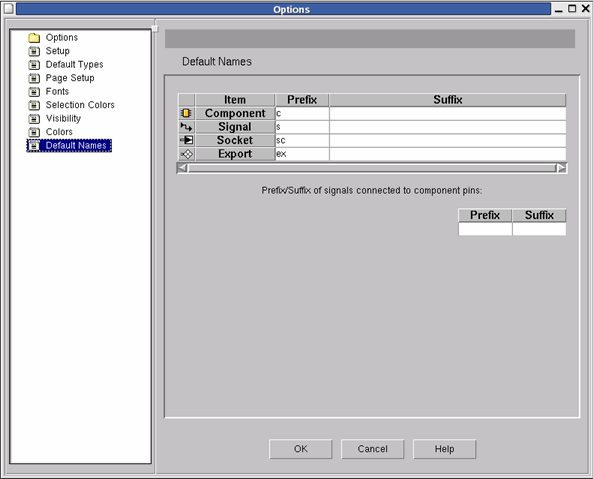 Options
Options
Setup
Default Types
Page Setup
Fonts
Selection Colors
Visibility
Colors
Default Names
Default Names
Item Prefix Suffix
Component c
Signal s
Socket sc
Export ex
Prefix/Suffix of signals connected to component pins:
Prefix Suffix
OK Cancel Help